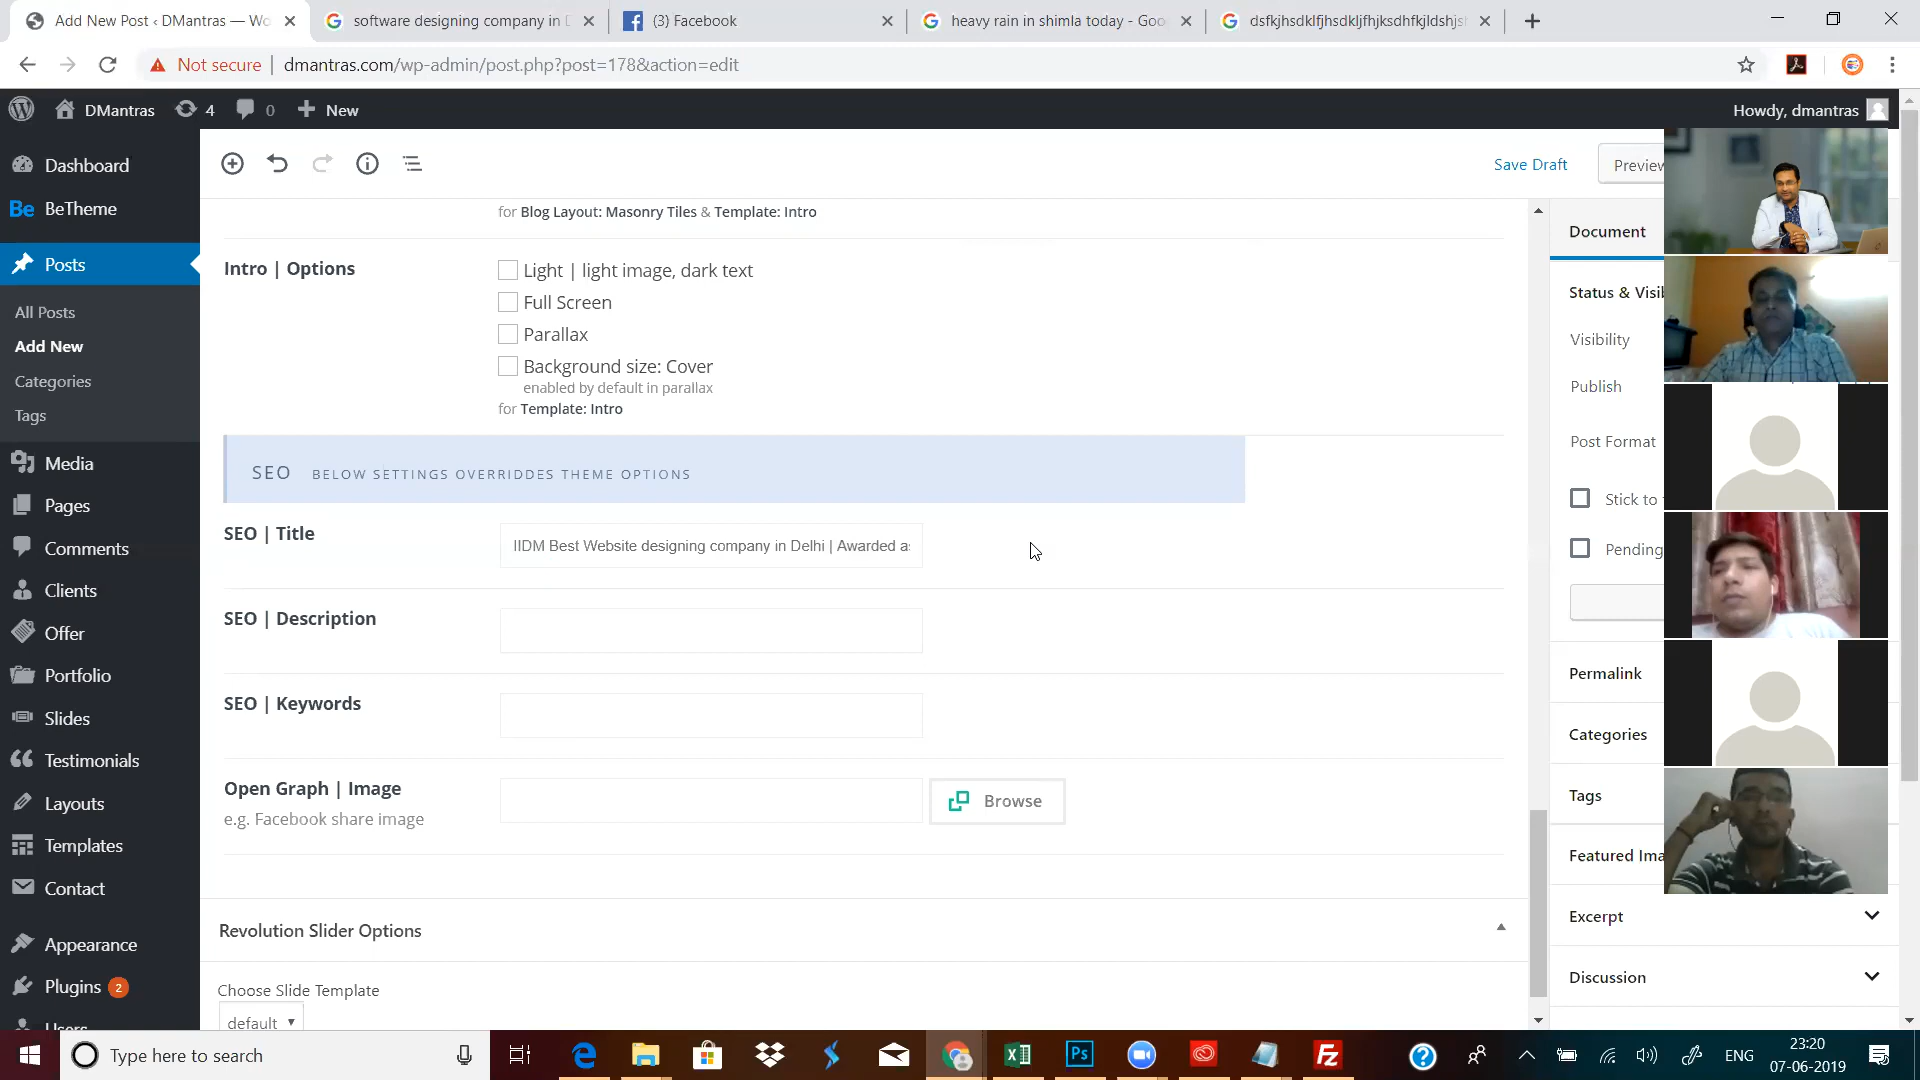 Add New Post ‹ DMantras — Wo
software designing company in D
(3) Facebook
heavy rain in shimla today - Goo
dsfkjhsdklfjhsdkljfhjksdhfkjldshjs
Not secure | dmantras.com/wp-admin/post.php?post=178&action=edit
DMantras 4 0 New
Howdy, dmantras
Dashboard
BeTheme
Posts
All Posts
Add New
Categories
Tags
Media
Pages
Comments
Clients
Offer
Portfolio
Slides
Testimonials
Layouts
Templates
Contact
Appearance
Plugins 2
Users
Save Draft
Preview
for Blog Layout: Masonry Tiles & Template: Intro
Intro | Options
Light | light image, dark text
Full Screen
Parallax
Background size: Cover
enabled by default in parallax
for Template: Intro
SEO BELOW SETTINGS OVERRIDDES THEME OPTIONS
SEO | Title
IIDM Best Website designing company in Delhi | Awarded a
SEO | Description
SEO | Keywords
Open Graph | Image
e.g. Facebook share image
Browse
Revolution Slider Options
Choose Slide Template
default
Document
Status & Visib
Visibility
Publish
Post Format
Stick to
Pending
Permalink
Categories
Tags
Featured Ima
Excerpt
Discussion
Type here to search
ENG
23:20
07-06-2019